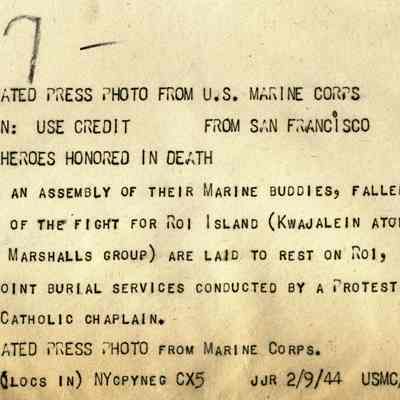 7 –
ATED PRESS PHOTO FROM U.S. MARINE CORPS
N: USE CREDIT FROM SAN FRANCISCO
HEROES HONORED IN DEATH
AN ASSEMBLY OF THEIR MARINE BUDDIES, FALLE
OF THE FIGHT FOR ROI ISLAND (KWAJALEIN ATO
MARSHALLS GROUP) ARE LAID TO REST ON ROI,
OINT BURIAL SERVICES CONDUCTED BY A PROTEST
CATHOLIC CHAPLAIN.
ATED PRESS PHOTO FROM MARINE CORPS.
(LOCS IN) NYCPYNEG CX5 JJR 2/9/44 USMC/